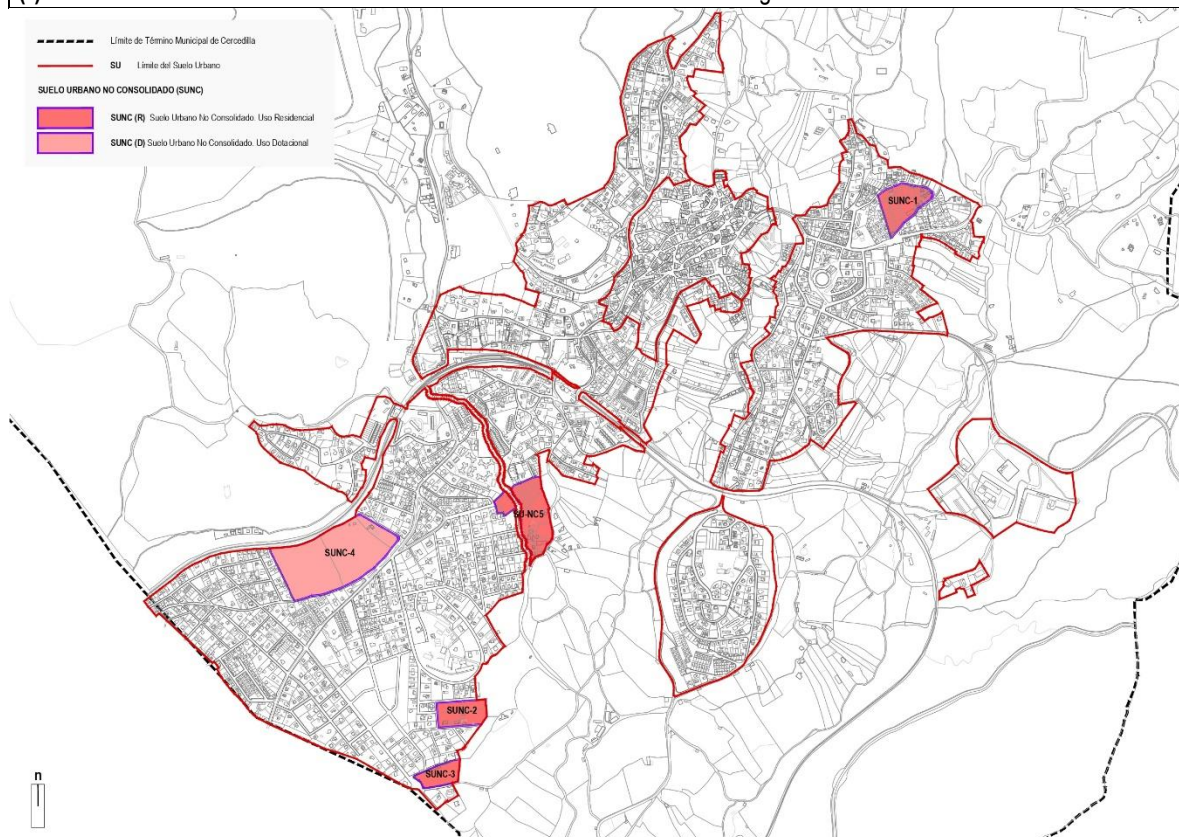 Límite de Término Municipal de Cercedilla
SU Límite del Suelo Urbano
SUELO URBANO NO CONSOLIDADO (SUNC)
SUNC (R) Suelo Urbano No Consolidado. Uso Residencial
SUNC (D) Suelo Urbano No Consolidado. Uso Dotacional
SUNC-1
SU-NC5
SUNC-4
SUNC-2
SUNC-3
n